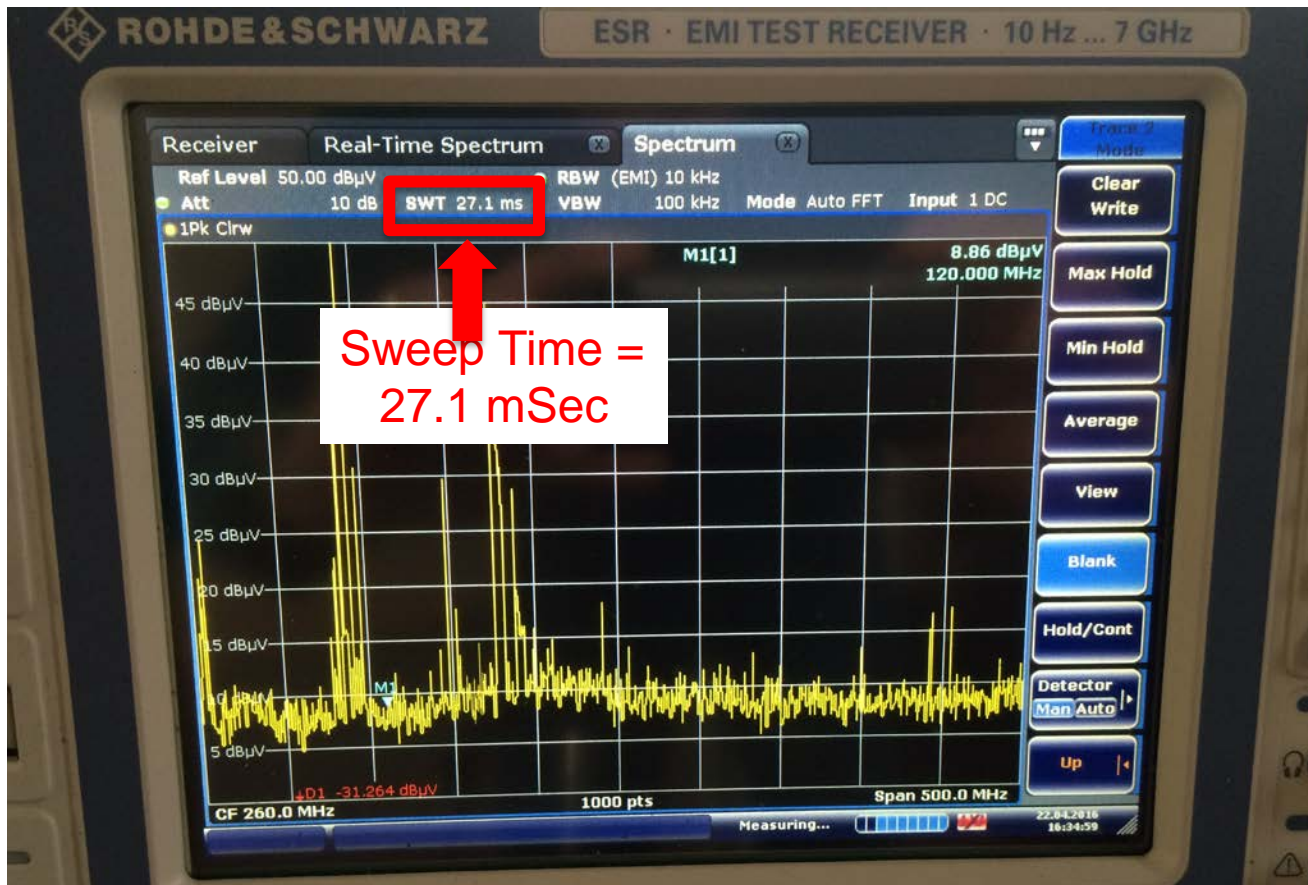 ROHDE&SCHWARZ ESR · EMI TEST RECEIVER · 10 Hz ... 7 GHz
Receiver Real-Time Spectrum X Spectrum X
Trace 2
Mode
Ref Level 50.00 dBµV RBW (EMI) 10 kHz
Att 10 dB SWT 27.1 ms VBW 100 kHz Mode Auto FFT Input 1 DC
1Pk Clrw
M1[1] 8.86 dBµV
120.000 MHz
45 dBµV
40 dBµV
35 dBµV
30 dBµV
25 dBµV
20 dBµV
15 dBµV
10 dBµV
5 dBµV
Sweep Time =
27.1 mSec
M1
D1 -31.264 dBµV
CF 260.0 MHz 1000 pts Span 500.0 MHz
Measuring... 22.04.2016
16:34:59
Clear
Write
Max Hold
Min Hold
Average
View
Blank
Hold/Cont
Detector
Man Auto
Up